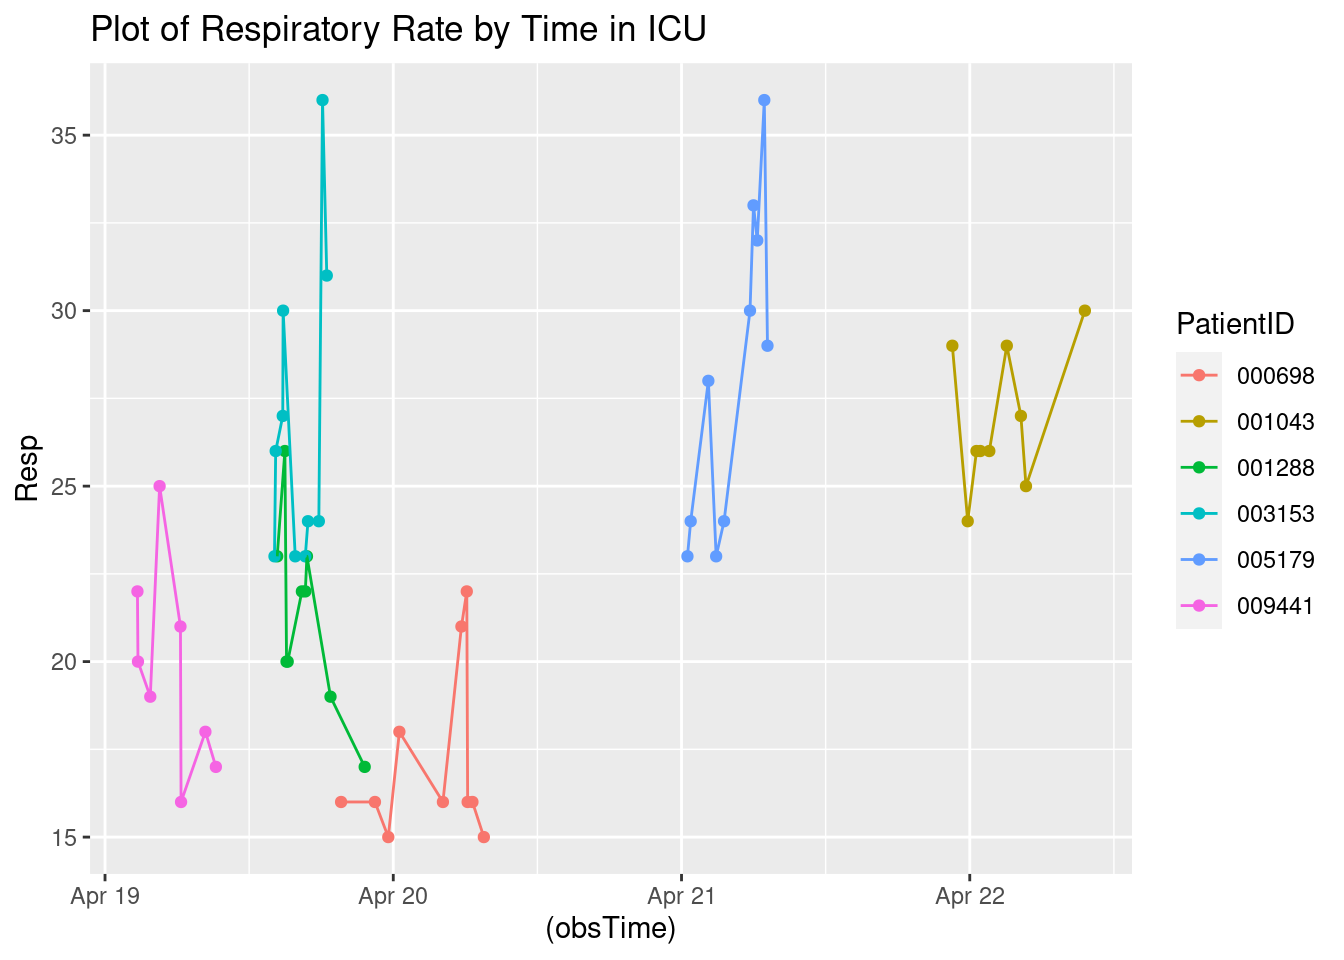 Plot of Respiratory Rate by Time in ICU
35
30
25
20
15
Resp
Apr 19
Apr 20
Apr 21
Apr 22
(obsTime)
PatientID
000698
001043
001288
003153
005179
009441